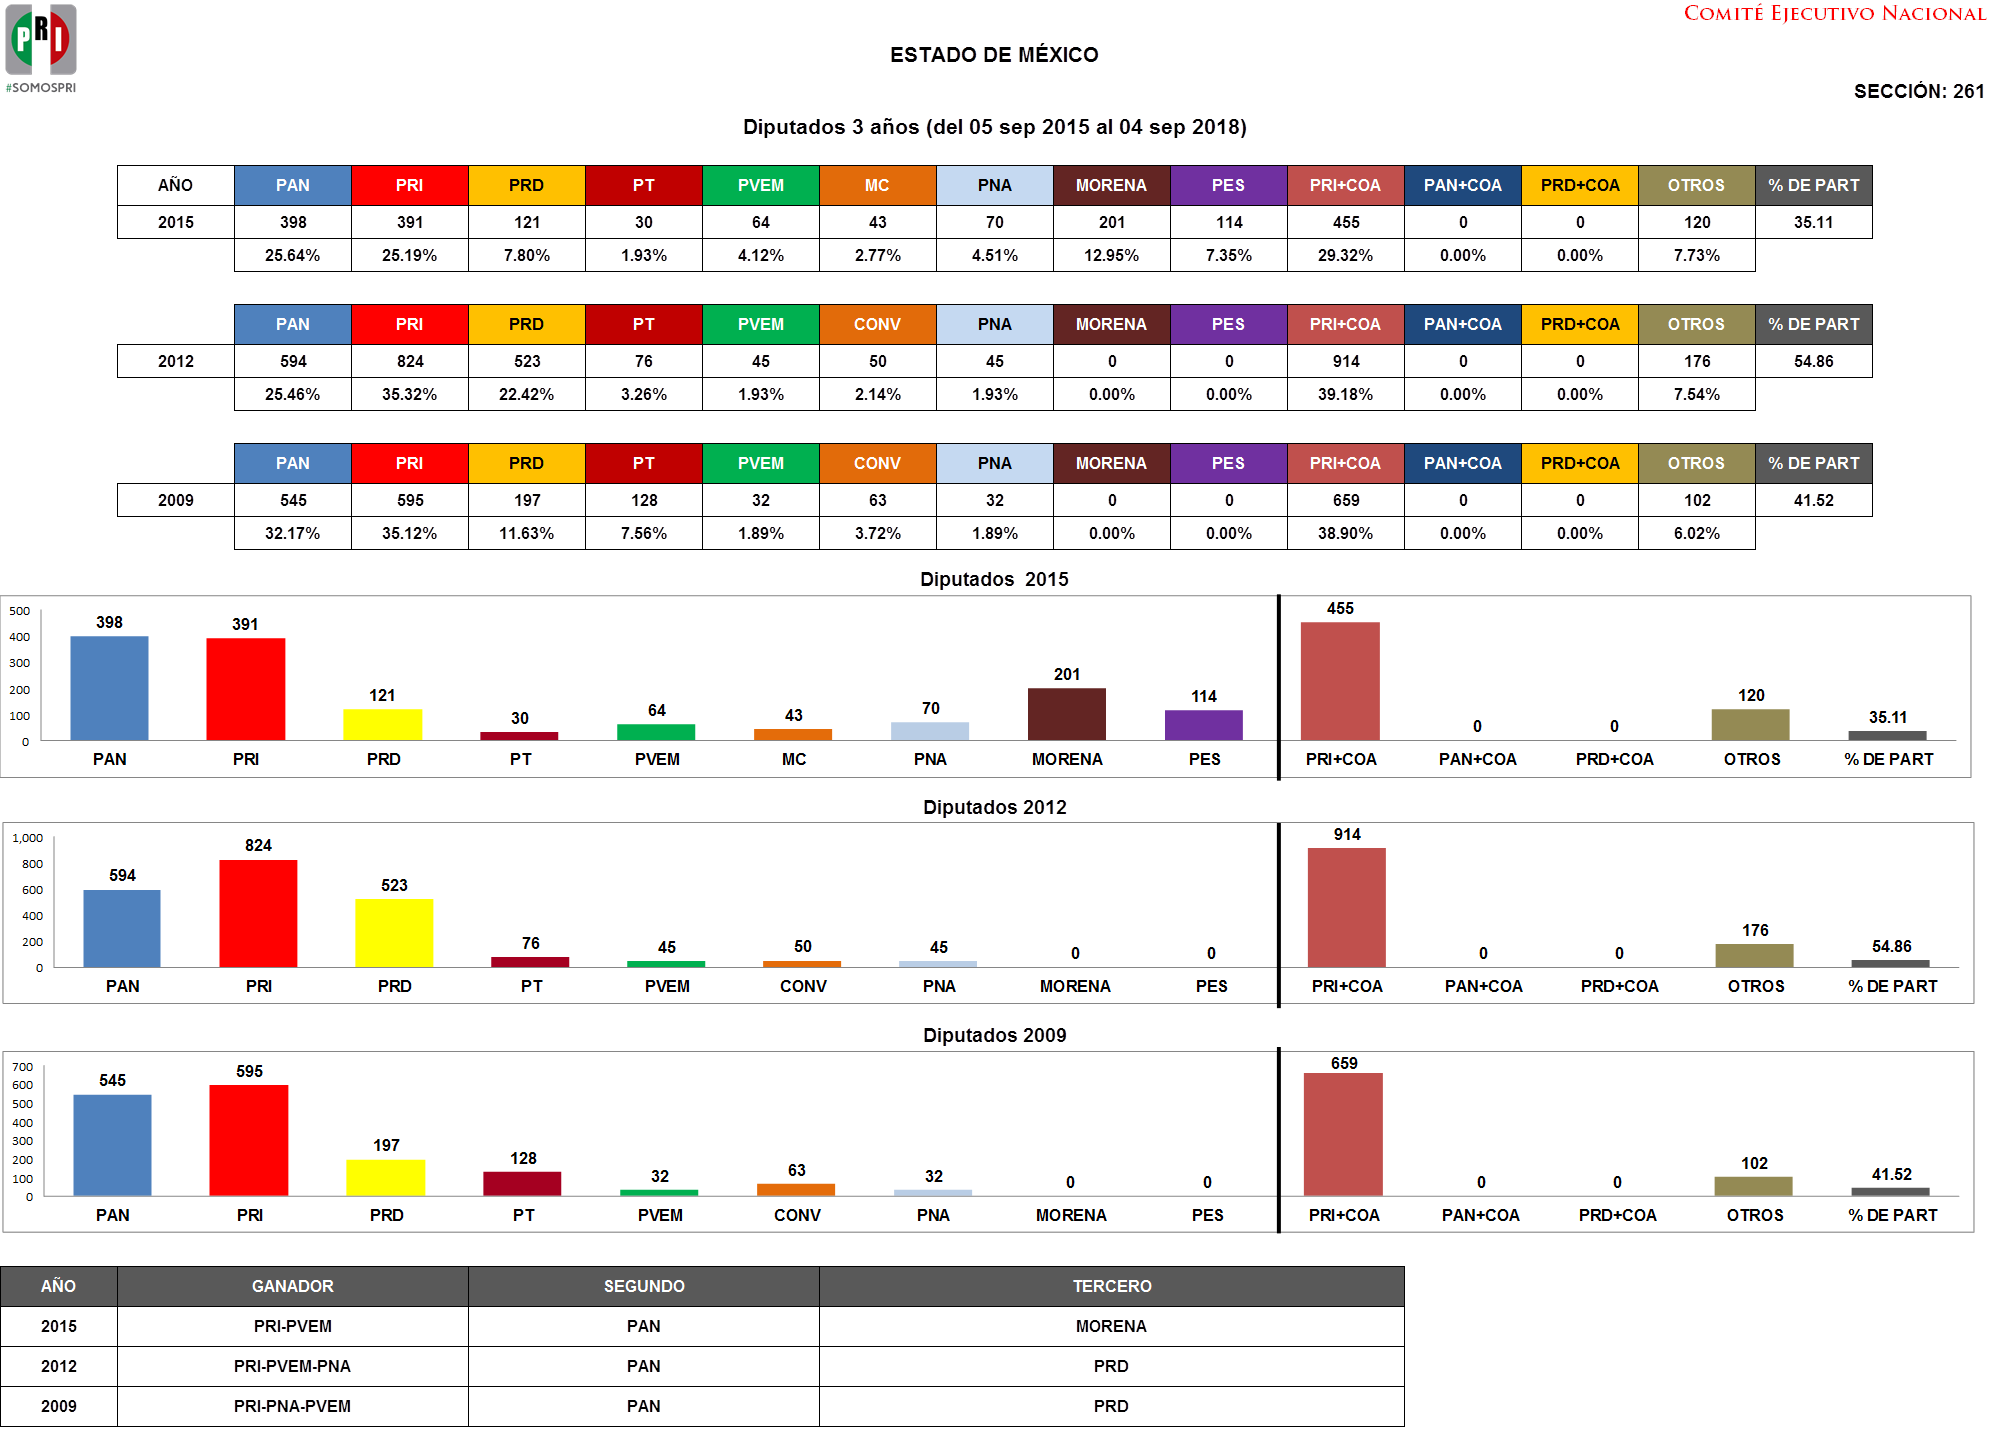 PRI
#SOMOSPRI
COMITÉ EJECUTIVO NACIONAL
ESTADO DE MÉXICO
SECCIÓN: 261
Diputados 3 años (del 05 sep 2015 al 04 sep 2018)
AÑO PAN PRI PRD PT PVEM MC PNA MORENA PES PRI+COA PAN+COA PRD+COA OTROS % DE PART
2015 398 391 121 30 64 43 70 201 114 455 0 0 120 35.11
25.64% 25.19% 7.80% 1.93% 4.12% 2.77% 4.51% 12.95% 7.35% 29.32% 0.00% 0.00% 7.73%
PAN PRI PRD PT PVEM CONV PNA MORENA PES PRI+COA PAN+COA PRD+COA OTROS % DE PART
2012 594 824 523 76 45 50 45 0 0 914 0 0 176 54.86
25.46% 35.32% 22.42% 3.26% 1.93% 2.14% 1.93% 0.00% 0.00% 39.18% 0.00% 0.00% 7.54%
PAN PRI PRD PT PVEM CONV PNA MORENA PES PRI+COA PAN+COA PRD+COA OTROS % DE PART
2009 545 595 197 128 32 63 32 0 0 659 0 0 102 41.52
32.17% 35.12% 11.63% 7.56% 1.89% 3.72% 1.89% 0.00% 0.00% 38.90% 0.00% 0.00% 6.02%
Diputados 2015
500
400
300
200
100
0
398 391 121 30 64 43 70 201 114 455 0 0 120 35.11
PAN PRI PRD PT PVEM MC PNA MORENA PES PRI+COA PAN+COA PRD+COA OTROS % DE PART
Diputados 2012
1,000
800
600
400
200
0
594 824 523 76 45 50 45 0 0 914 0 0 176 54.86
PAN PRI PRD PT PVEM CONV PNA MORENA PES PRI+COA PAN+COA PRD+COA OTROS % DE PART
Diputados 2009
700
600
500
400
300
200
100
0
545 595 197 128 32 63 32 0 0 659 0 0 102 41.52
PAN PRI PRD PT PVEM CONV PNA MORENA PES PRI+COA PAN+COA PRD+COA OTROS % DE PART
AÑO GANADOR SEGUNDO TERCERO
2015 PRI-PVEM PAN MORENA
2012 PRI-PVEM-PNA PAN PRD
2009 PRI-PNA-PVEM PAN PRD